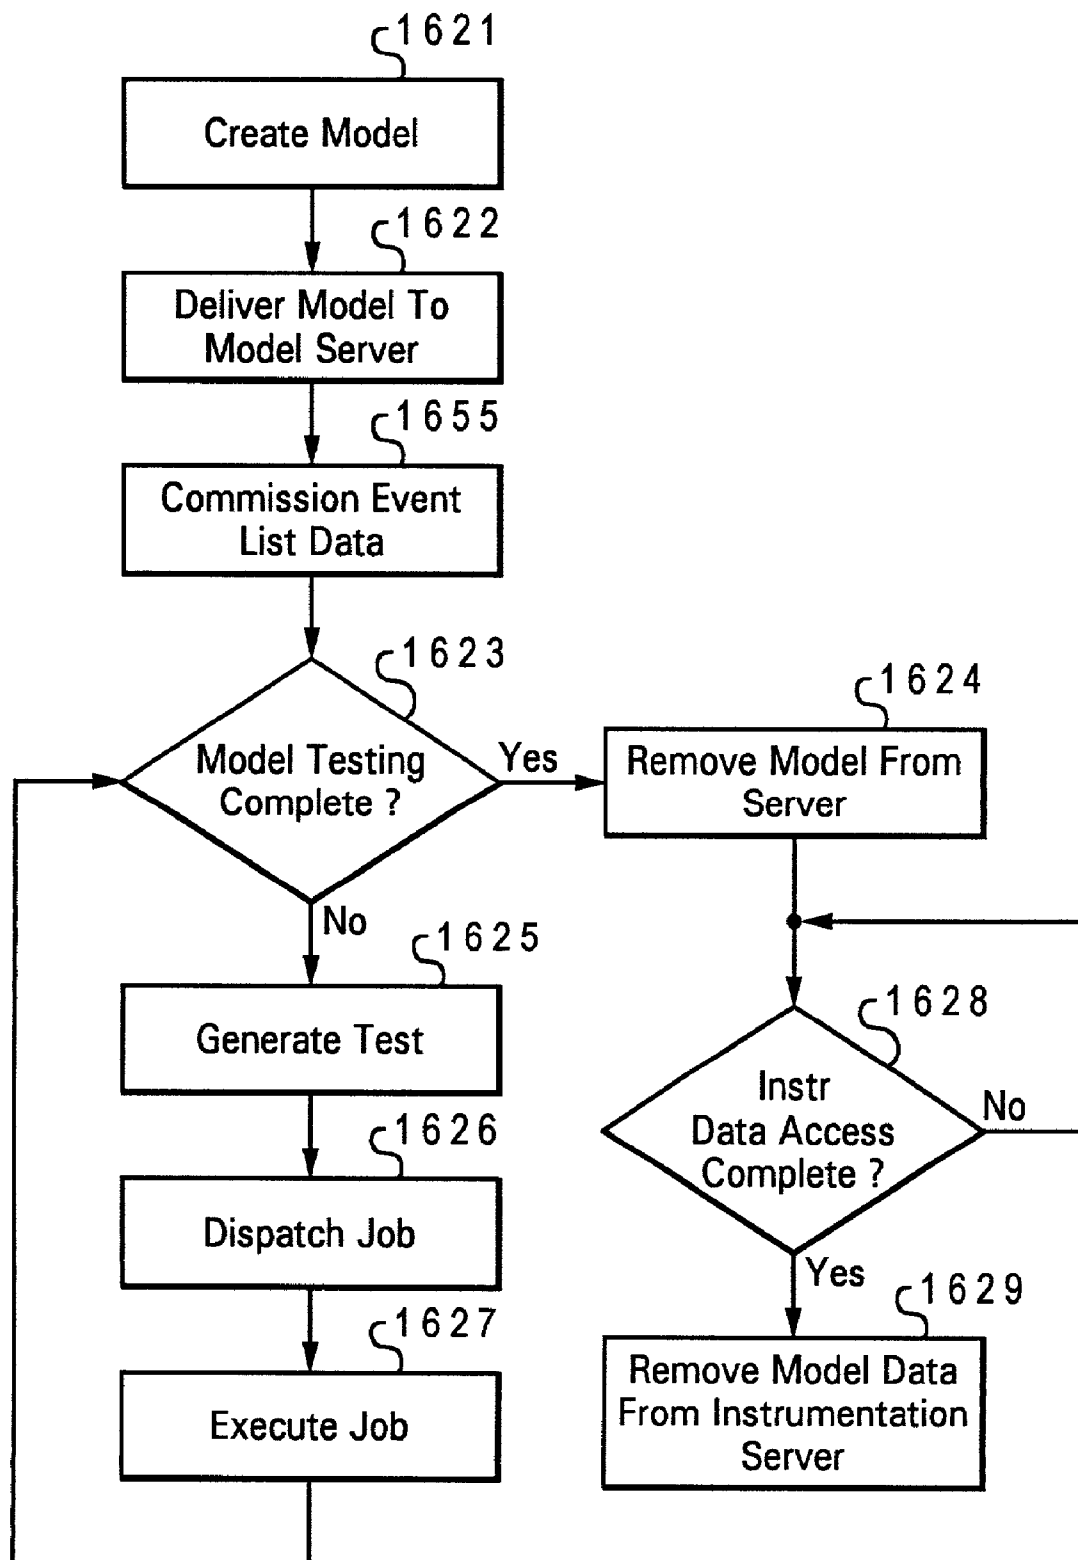 1621
Create Model
1622
Deliver Model To
Model Server
1655
Commission Event
List Data
1623
Model Testing
Complete ?
Yes
No
1624
Remove Model From
Server
1625
Generate Test
1626
Dispatch Job
1627
Execute Job
1628
Instr
Data Access
Complete ?
No
Yes
1629
Remove Model Data
From Instrumentation
Server